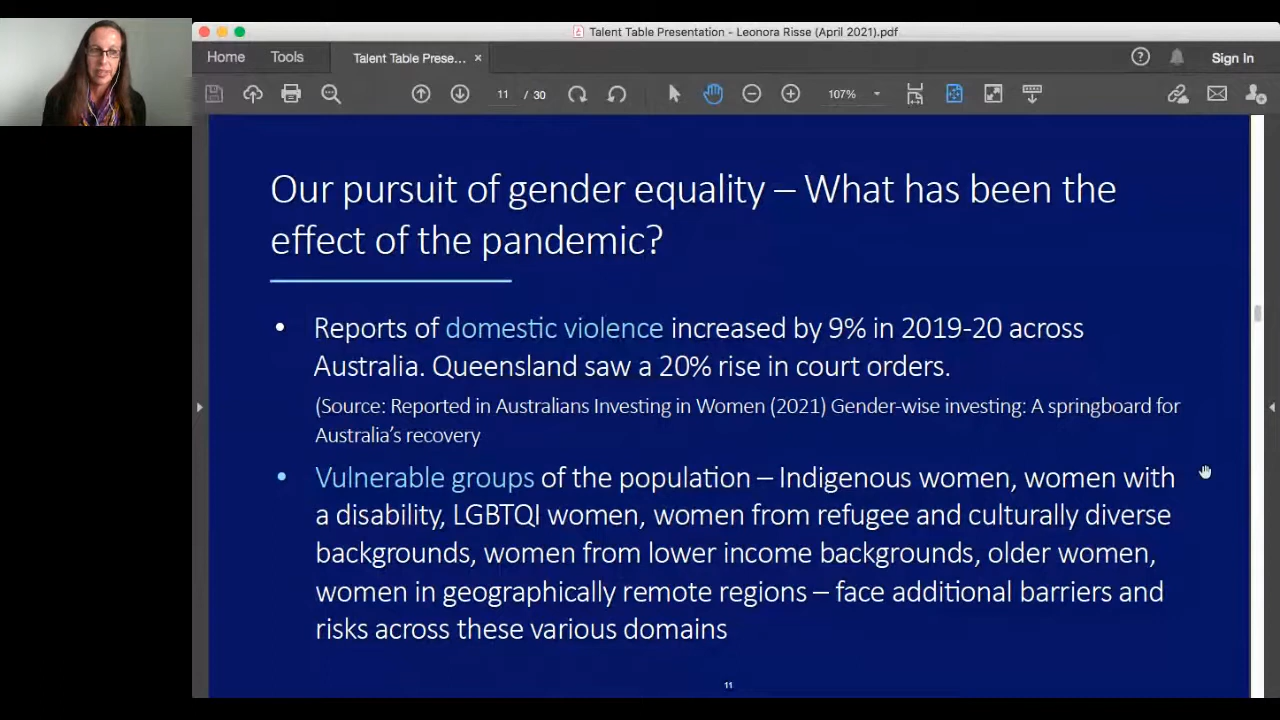 Talent Table Presentation - Leonora Risse (April 2021).pdf
Home Tools Talent Table Prese... × Sign In
11 / 30 107%
Our pursuit of gender equality – What has been the
effect of the pandemic?
• Reports of domestic violence increased by 9% in 2019-20 across
Australia. Queensland saw a 20% rise in court orders.
(Source: Reported in Australians Investing in Women (2021) Gender-wise investing: A springboard for
Australia's recovery
• Vulnerable groups of the population – Indigenous women, women with
a disability, LGBTQI women, women from refugee and culturally diverse
backgrounds, women from lower income backgrounds, older women,
women in geographically remote regions – face additional barriers and
risks across these various domains
11